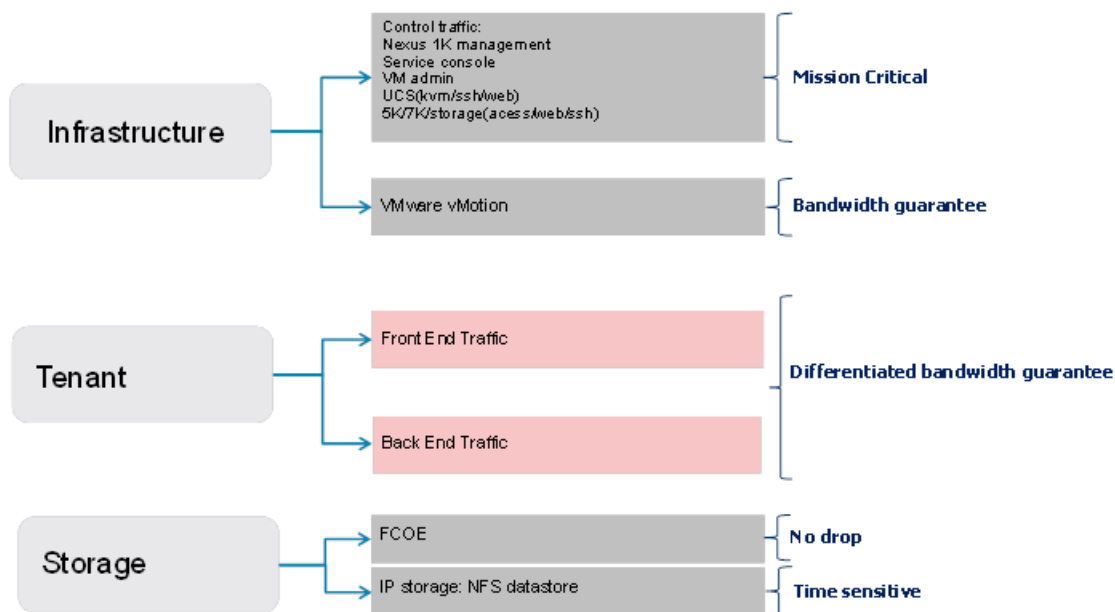 Infrastructure
Control traffic:
Nexus 1K management
Service console
VM admin
UCS(kvm/ssh/web)
5K/7K/storage(acess/web/ssh)
Mission Critical
VMware vMotion
Bandwidth guarantee
Tenant
Front End Traffic
Back End Traffic
Differentiated bandwidth guarantee
Storage
FCOE
No drop
IP storage: NFS datastore
Time sensitive